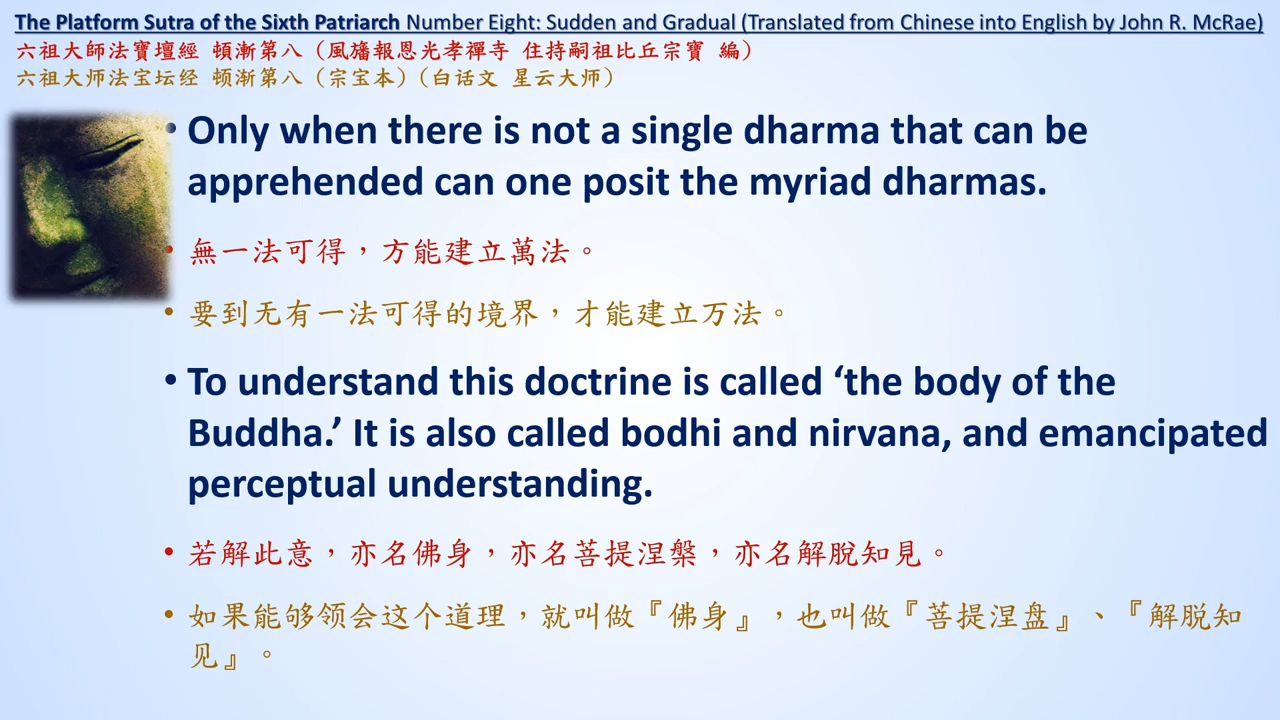 The Platform Sutra of the Sixth Patriarch Number Eight: Sudden and Gradual (Translated from Chinese into English by John R. McRae)
六祖大師法寶壇經 頓漸第八（風旛報恩光孝禪寺 住持嗣祖比丘宗寶 編）
六祖大师法宝坛经 顿渐第八（宗宝本）（白话文 星云大师）
• Only when there is not a single dharma that can be
apprehended can one posit the myriad dharmas.
• 無一法可得，方能建立萬法。
• 要到无有一法可得的境界，才能建立万法。
• To understand this doctrine is called ‘the body of the
Buddha.’ It is also called bodhi and nirvana, and emancipated
perceptual understanding.
• 若解此意，亦名佛身，亦名菩提涅槃，亦名解脫知見。
• 如果能够领会这个道理，就叫做『佛身』，也叫做『菩提涅盘』、『解脱知
见』。